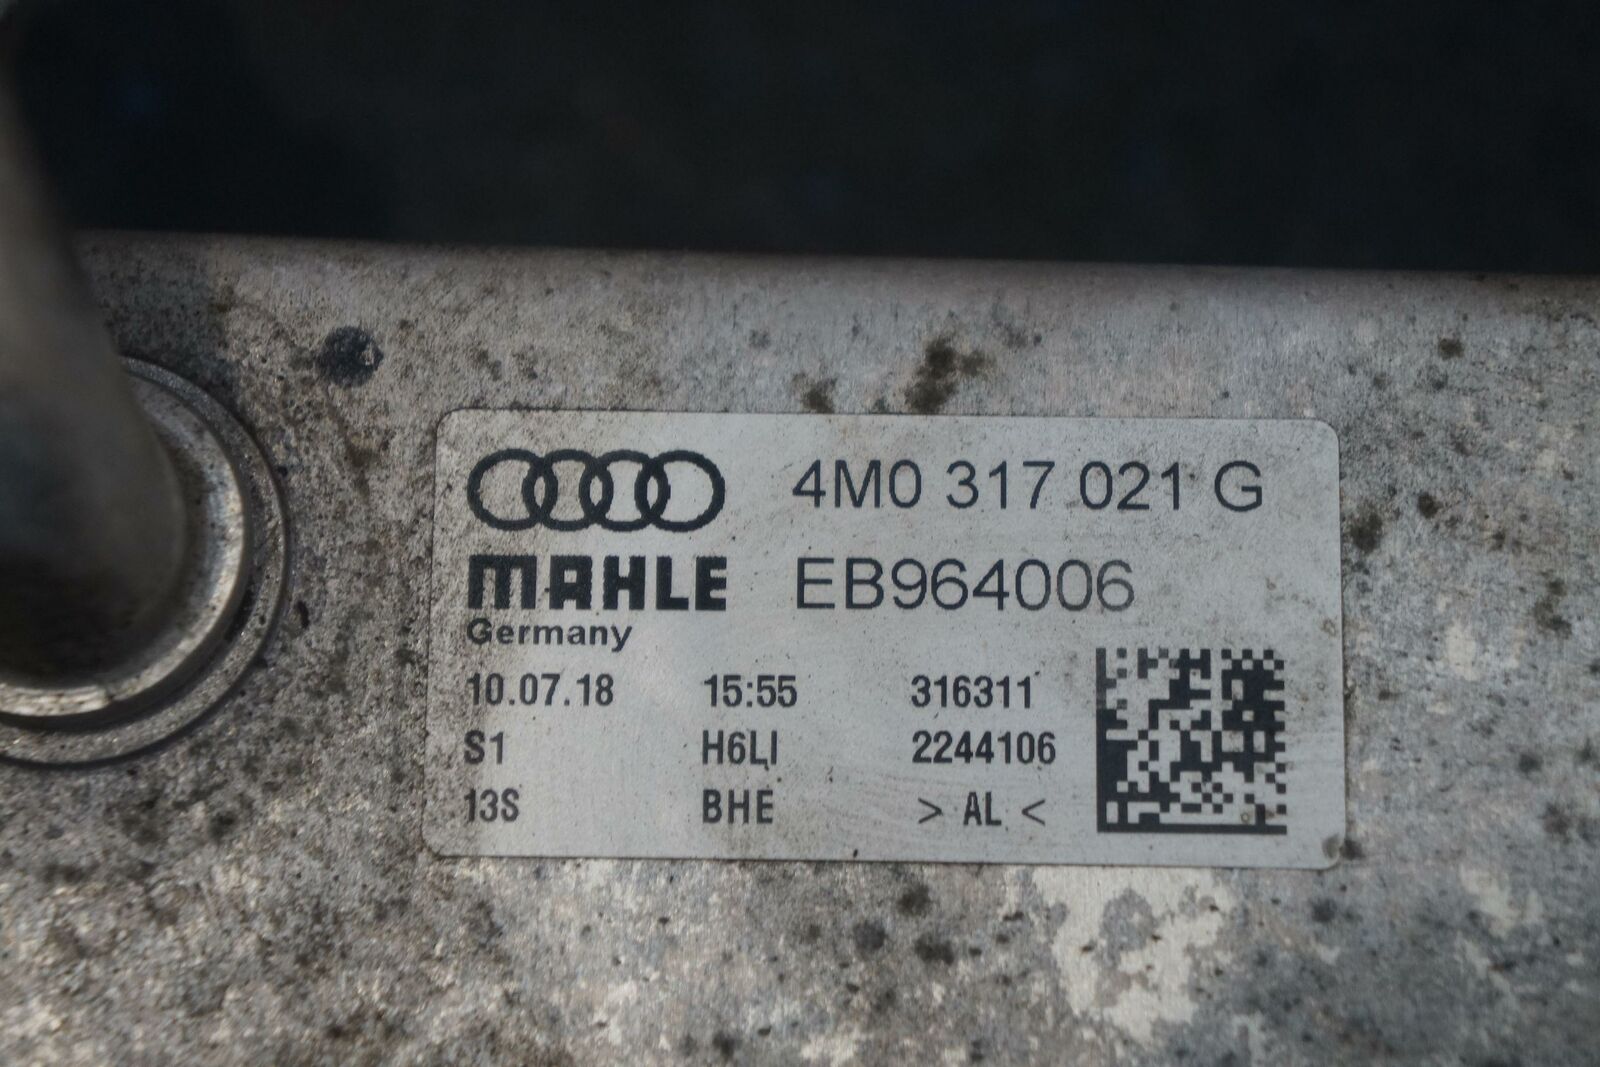 4M0 317 021 G
MAHLE EB964006
Germany
10.07.18 15:55 316311
S1 H6LI 2244106
13S BHE > AL <